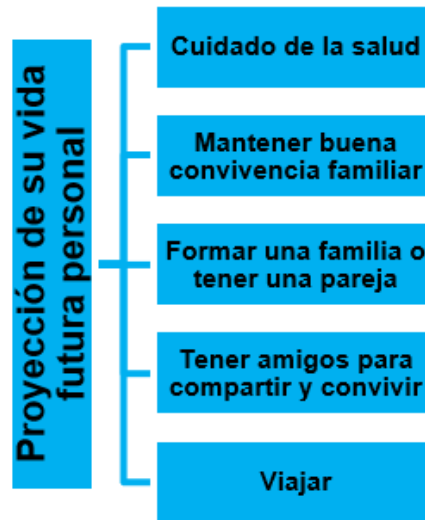 Proyección de su vida
futura personal
Cuidado de la salud
Mantener buena
convivencia familiar
Formar una familia o
tener una pareja
Tener amigos para
compartir y convivir
Viajar